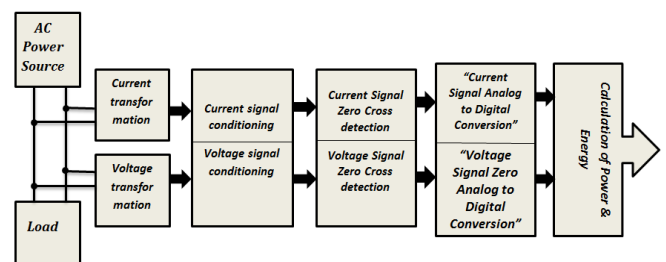 AC
Power
Source
Current
transfor
mation
Voltage
transfor
mation
Load
Current signal
conditioning
Voltage signal
conditioning
Current Signal
Zero Cross
detection
Voltage Signal
Zero Cross
detection
“Current
Signal Analog
to Digital
Conversion”
“Voltage
Signal Zero
Analog to
Digital
Conversion”
Calculation of Power &
Energy